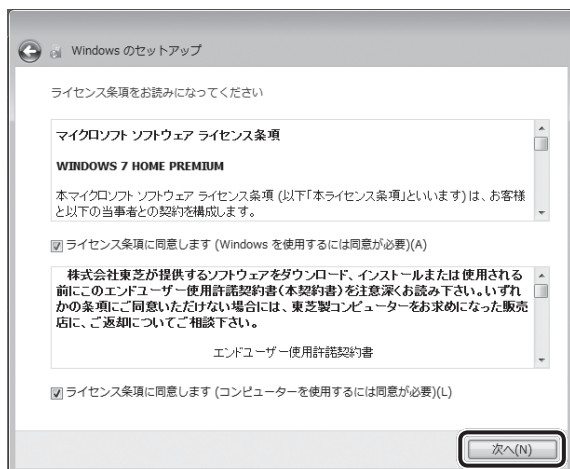 Windows のセットアップ
ライセンス条項をお読みになってください
マイクロソフト ソフトウェア ライセンス条項
WINDOWS 7 HOME PREMIUM
本マイクロソフト ソフトウェア ライセンス条項 (以下「本ライセンス条項」といいます) は、お客様
と以下の当事者との契約を構成します。
ライセンス条項に同意します (Windows を使用するには同意が必要)(A)
株式会社東芝が提供するソフトウェアをダウンロード、インストールまたは使用される
前にこのエンドユーザー使用許諾契約書(本契約書)を注意深くお読み下さい。いずれ
かの条項にご同意いただけない場合には、東芝製コンピューターをお求めになった販売
店に、ご返却についてご相談下さい。
エンドユーザー使用許諾契約書
ライセンス条項に同意します (コンピューターを使用するには同意が必要)(L)
次へ(N)